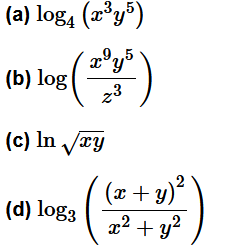 (a) log₄ (x³y⁵)
(b) log(x⁹y⁵/z³)
(c) ln √xy
(d) log₃ ((x + y)²/x² + y²)